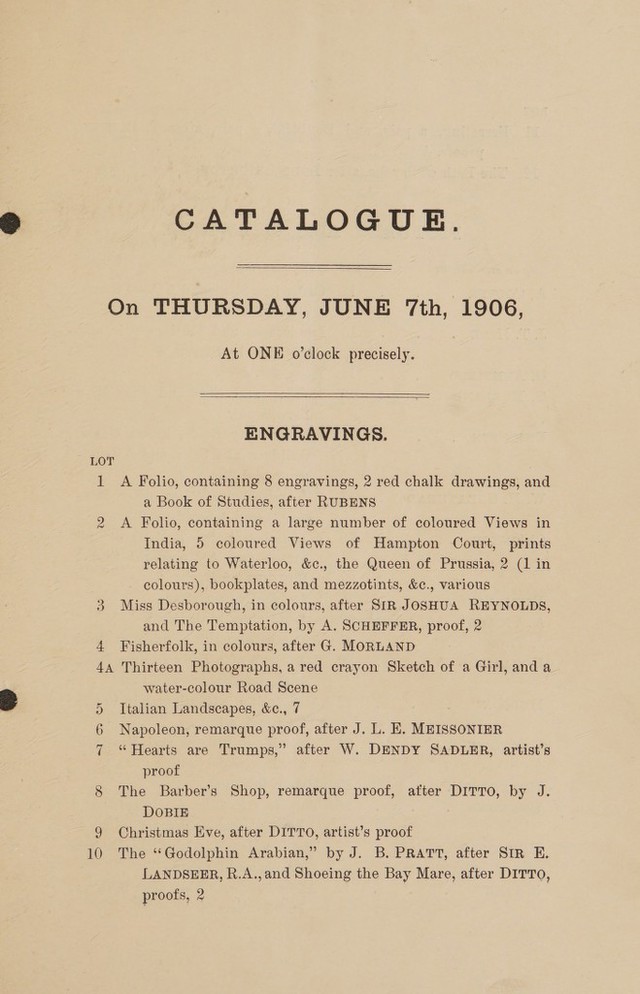 CATALOGUE.
On THURSDAY, JUNE 7th, 1906,
At ONE o'clock precisely.
ENGRAVINGS.
LOT
1 A Folio, containing 8 engravings, 2 red chalk drawings, and
a Book of Studies, after RUBENS
2 A Folio, containing a large number of coloured Views in
India, 5 coloured Views of Hampton Court, prints
relating to Waterloo, &c., the Queen of Prussia, 2 (1 in
colours), bookplates, and mezzotints, &c., various
3 Miss Desborough, in colours, after SIR JOSHUA REYNOLDS,
and The Temptation, by A. SCHEFFER, proof, 2
4 Fisherfolk, in colours, after G. MORLAND
4A Thirteen Photographs, a red crayon Sketch of a Girl, and a
water-colour Road Scene
5 Italian Landscapes, &c., 7
6 Napoleon, remarque proof, after J. L. E. MEISSONIER
7 “Hearts are Trumps,” after W. DENDY SADLER, artist's
proof
8 The Barber's Shop, remarque proof, after DITTO, by J.
DOBIE
9 Christmas Eve, after DITTO, artist's proof
10 The “Godolphin Arabian,” by J. B. PRATT, after SIR E.
LANDSEER, R.A., and Shoeing the Bay Mare, after DITTO,
proofs, 2